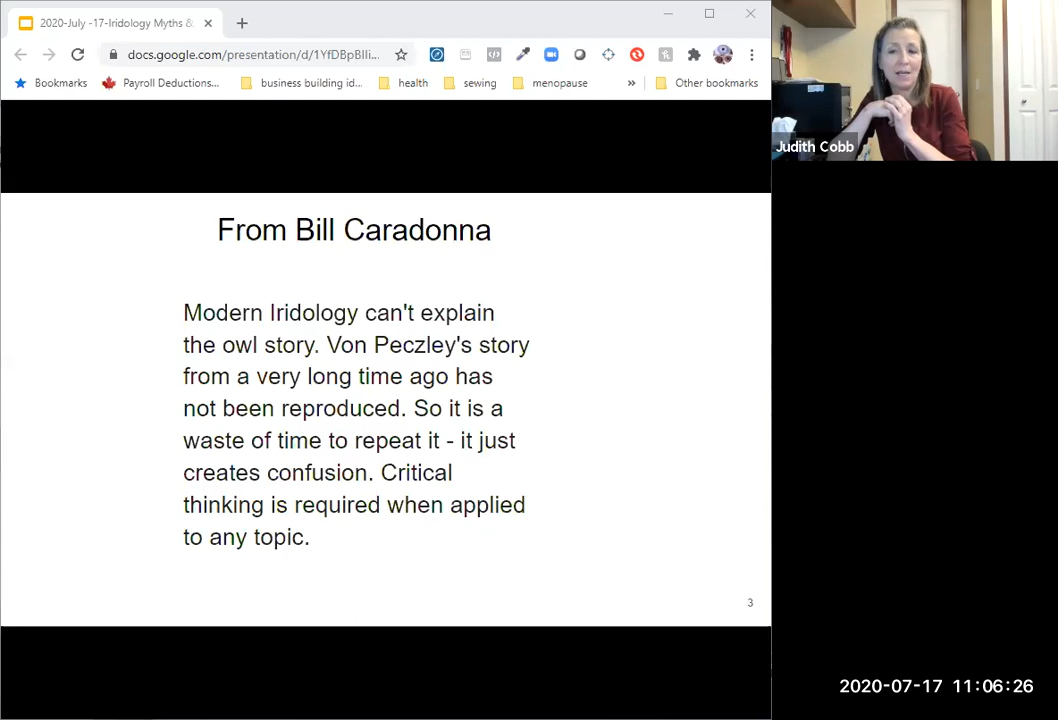 2020-July -17-Iridology Myths &
docs.google.com/presentation/d/1YfDBpBIIi...
Bookmarks
Payroll Deductions...
business building id...
health
sewing
menopause
»
Other bookmarks
Judith Cobb
From Bill Caradonna
Modern Iridology can't explain
the owl story. Von Peczley's story
from a very long time ago has
not been reproduced. So it is a
waste of time to repeat it - it just
creates confusion. Critical
thinking is required when applied
to any topic.
3
2020-07-17 11:06:26